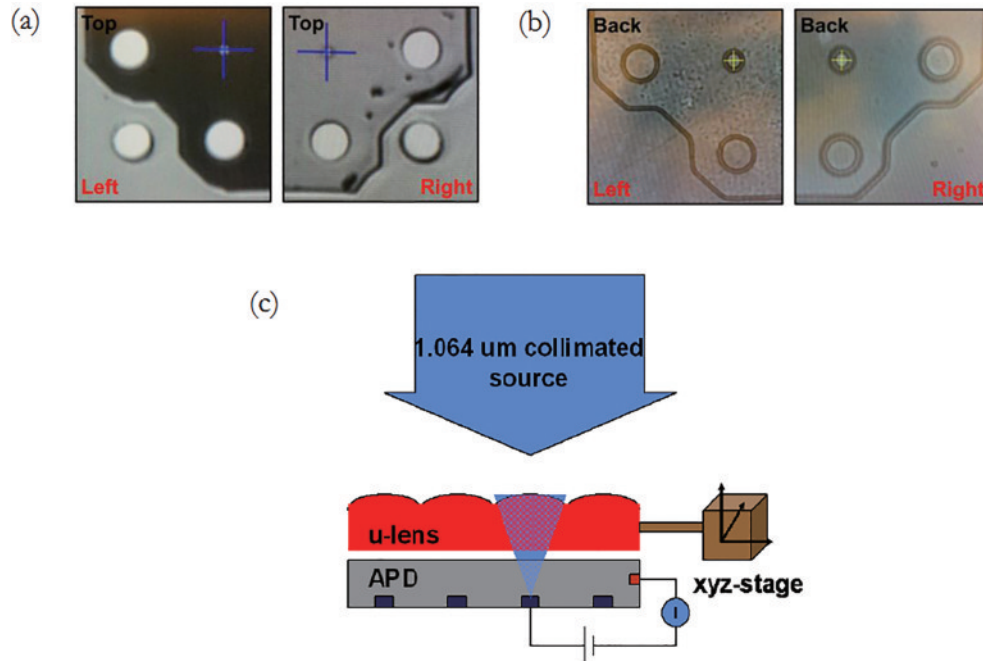 (a)
Top
Top
Left
Right
(b)
Back
Back
Left
Right
(c)
1.064 um collimated
source
u-lens
APD
xyz-stage
I